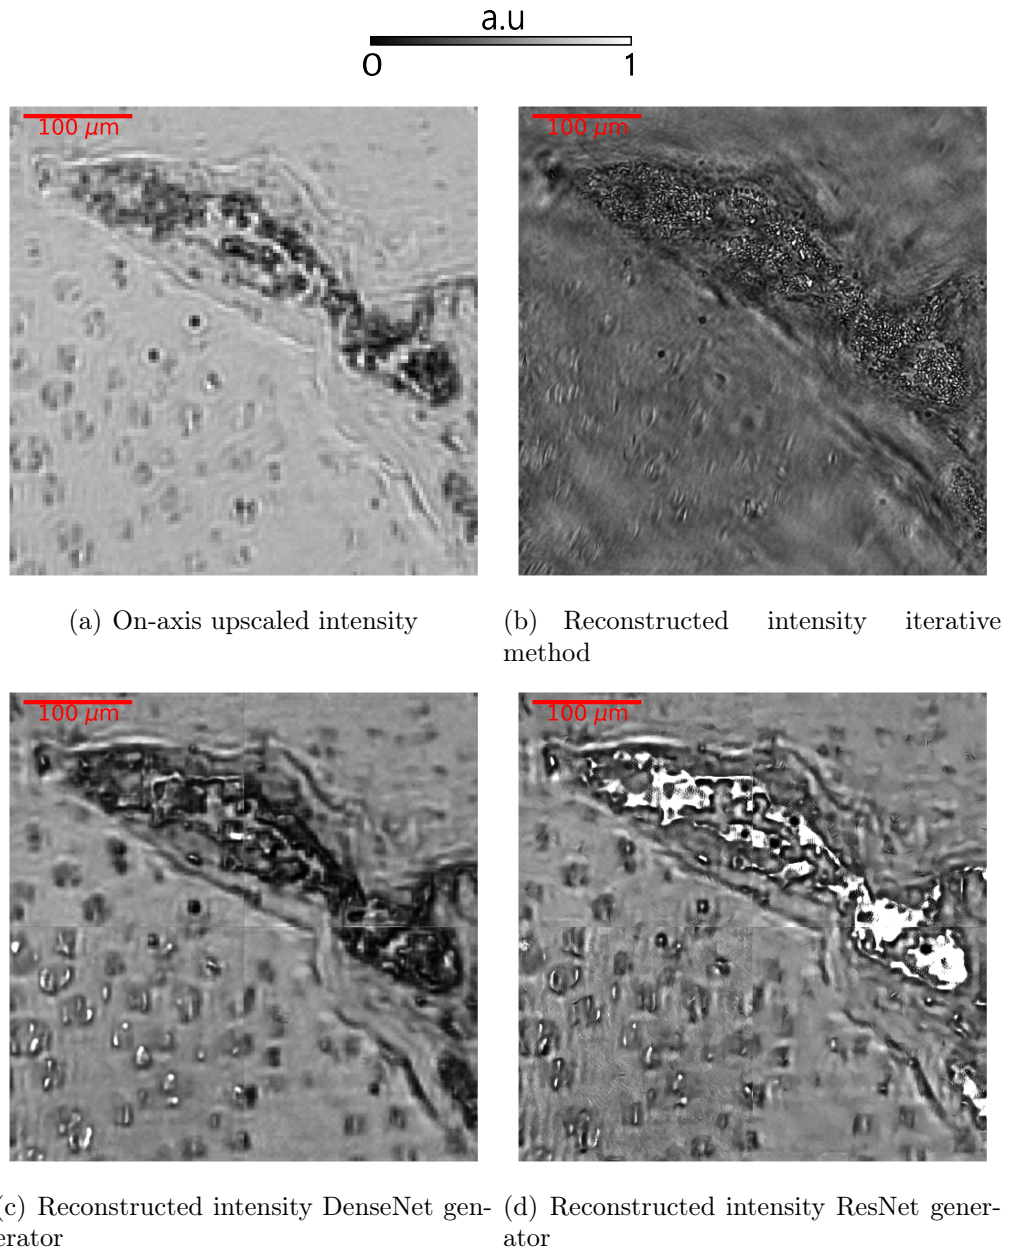 a.u
0 1
100 µm 100 µm
(a) On-axis upscaled intensity
(b) Reconstructed intensity iterative
method
100 µm 100 µm
(c) Reconstructed intensity DenseNet gen-
erator
(d) Reconstructed intensity ResNet gener-
ator